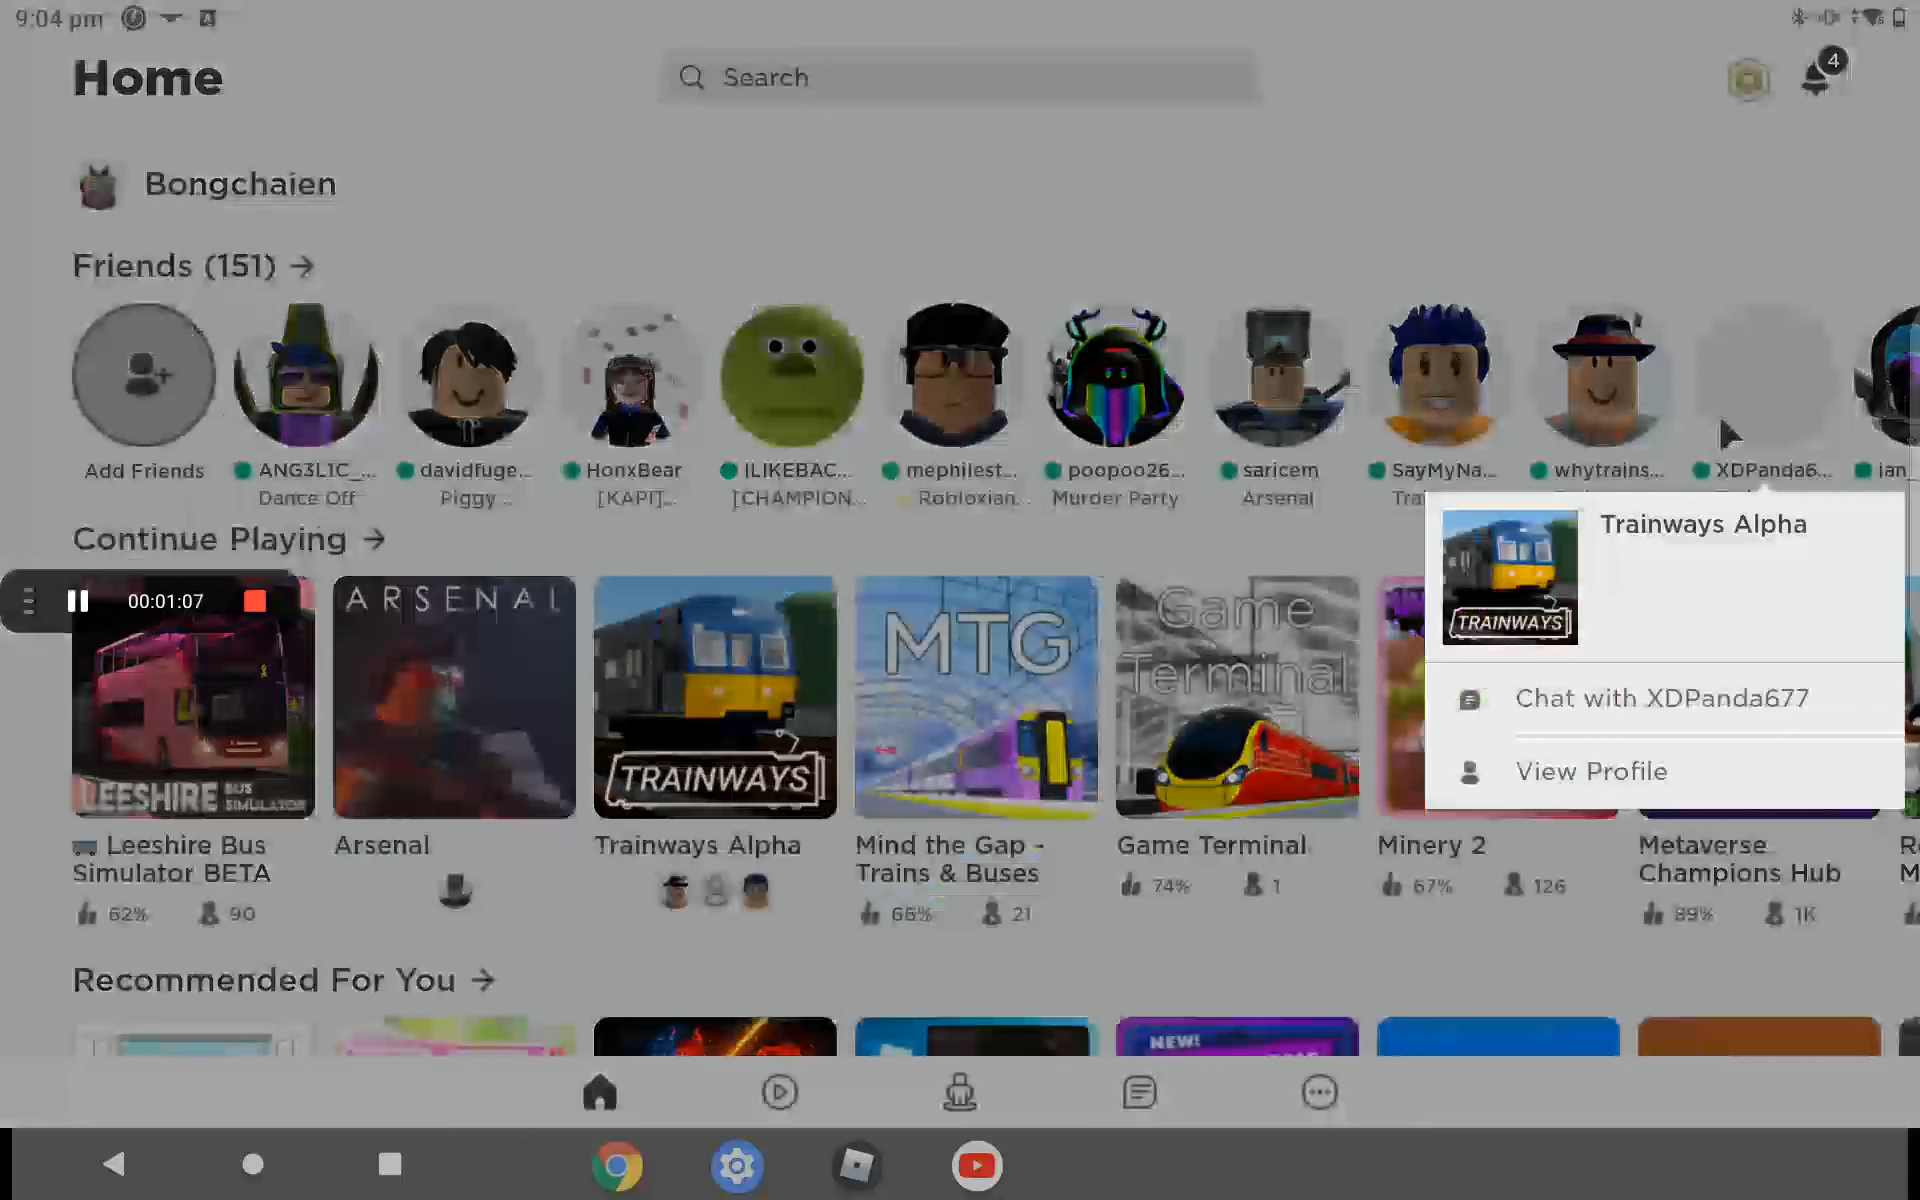 9:04 pm
Home
Search
4
Bongchaien
Friends (151) →
Add Friends
ANG3L1C_...
Dance Off
davidfuge...
Piggy...
HonxBear
[KAPI]...
ILIKEBAC...
[CHAMPION...
mephilest...
Robloxian...
poopoo26...
Murder Party
saricem
Arsenal
SayMyNa...
Tra
whytrains...
XDPanda6...
ian
Continue Playing →
Trainways Alpha
TRAINWAYS
Chat with XDPanda677
View Profile
00:01:07
LEESHIRE BUS SIMULATOR
ARSENAL
TRAINWAYS
MTG
Game
Terminal
Leeshire Bus
Simulator BETA
62% 90
Arsenal
Trainways Alpha
Mind the Gap -
Trains & Buses
66% 21
Game Terminal
74% 1
Minery 2
67% 126
Metaverse
Champions Hub
89% 1K
Recommended For You →
NEW!